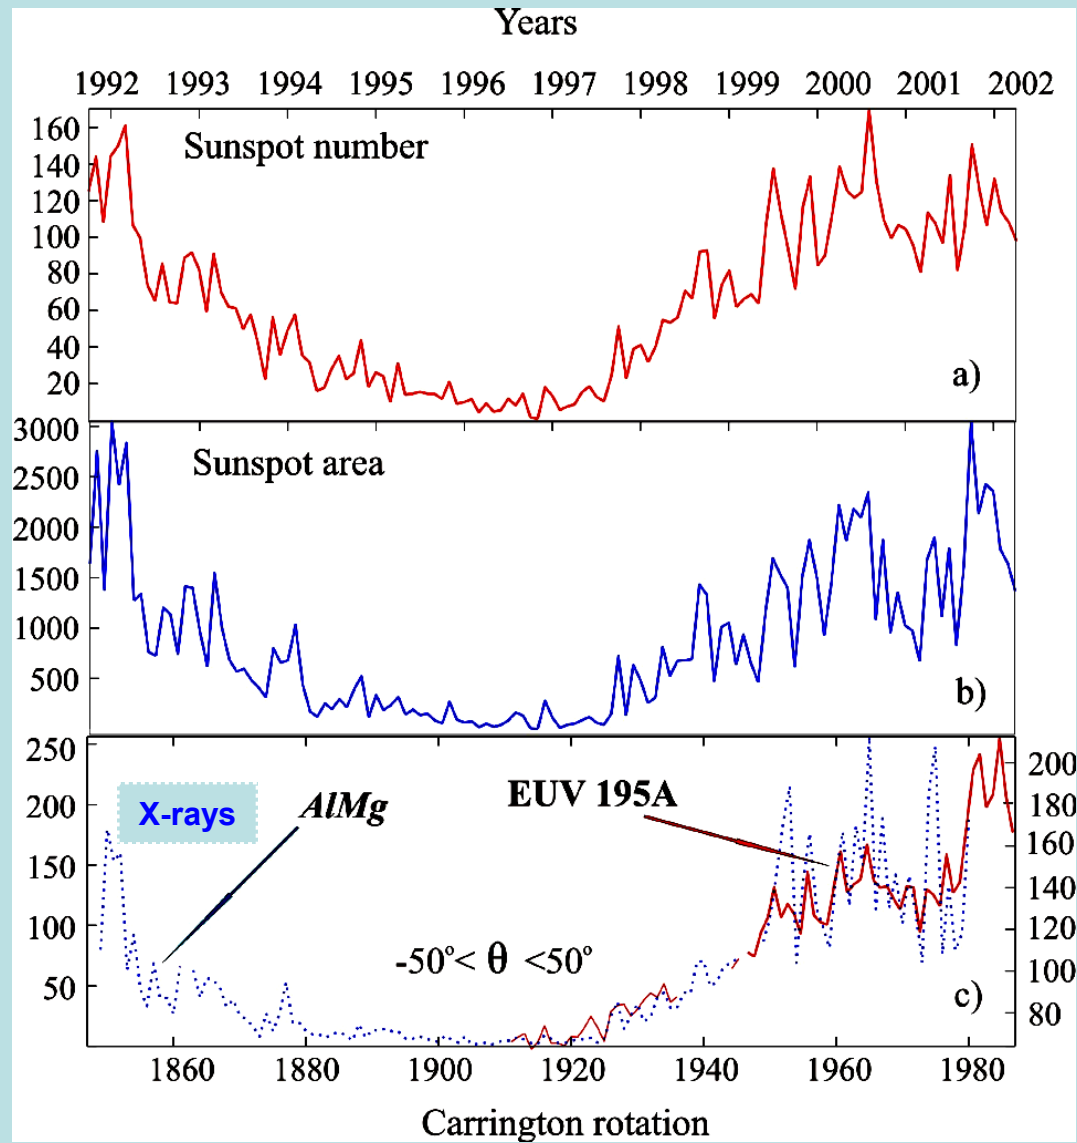 Years
1992 1993 1994 1995 1996 1997 1998 1999 2000 2001 2002
160
Sunspot number
140
120
100
80
60
40
20
a)
3000
Sunspot area
2500
2000
1500
1000
500
b)
250
200
200
X-rays
AlMg
EUV 195A
180
160
150
140
120
100
100
-50°< θ <50°
50
c)
80
1860 1880 1900 1920 1940 1960 1980
Carrington rotation